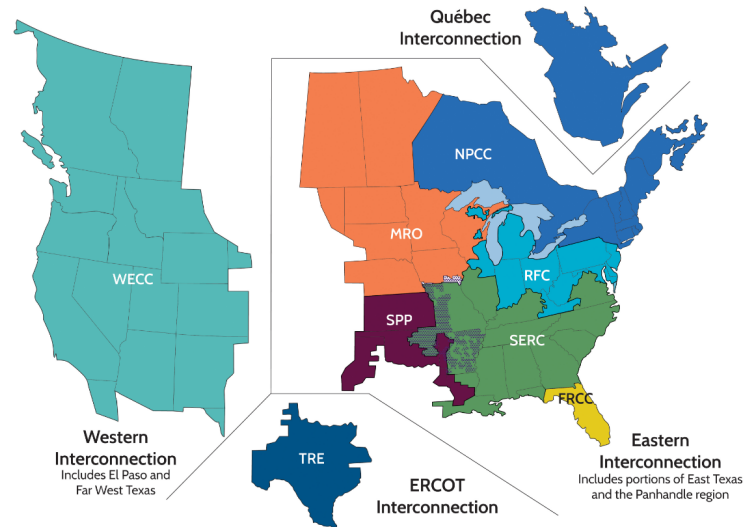 Québec
Interconnection
NPCC
MRO
WECC
RFC
SPP
SERC
FRCC
Western
Interconnection
Includes El Paso and
Far West Texas
TRE
ERCOT
Interconnection
Eastern
Interconnection
Includes portions of East Texas
and the Panhandle region